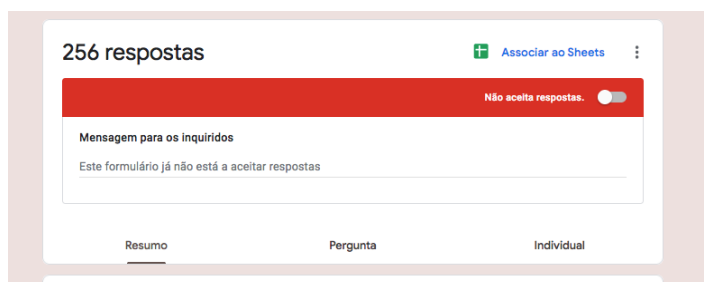 256 respostas
Associar ao Sheets
Não aceita respostas.
Mensagem para os inquiridos
Este formulário já não está a aceitar respostas
Resumo
Pergunta
Individual